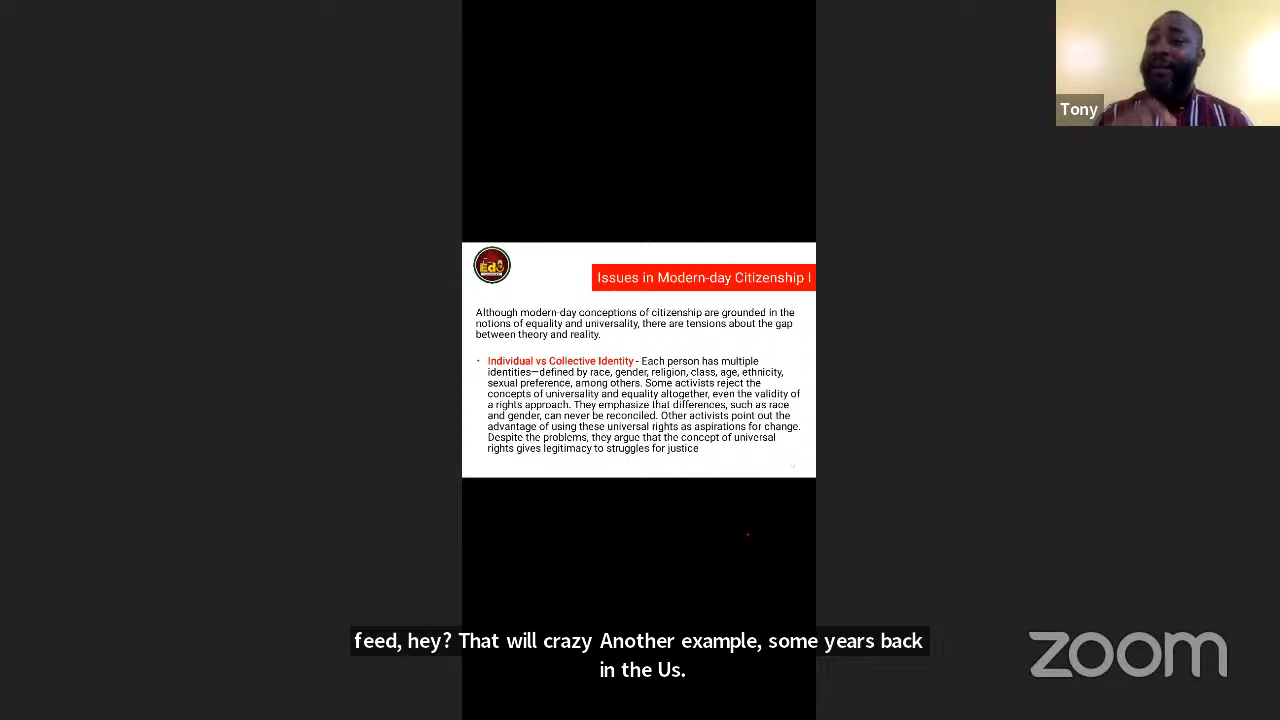 Tony
Edo
Issues in Modern-day Citizenship I
Although modern-day conceptions of citizenship are grounded in the
notions of equality and universality, there are tensions about the gap
between theory and reality.
- Individual vs Collective Identity - Each person has multiple
identities—defined by race, gender, religion, class, age, ethnicity,
sexual preference, among others. Some activists reject the
concepts of universality and equality altogether, even the validity of
a rights approach. They emphasize that differences, such as race
and gender, can never be reconciled. Other activists point out the
advantage of using these universal rights as aspirations for change.
Despite the problems, they argue that the concept of universal
rights gives legitimacy to struggles for justice
feed, hey? That will crazy Another example, some years back
in the Us.
zoom